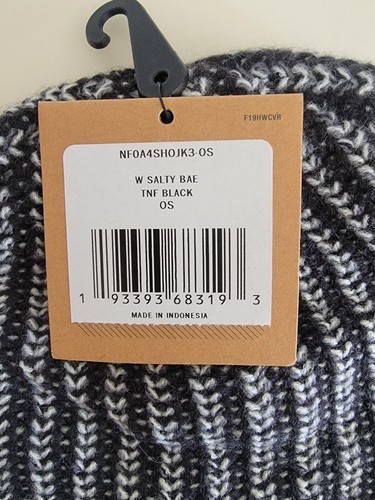 F19HWCVR
NF0A4SHOJK3-OS
W SALTY BAE
TNF BLACK
OS
1 93393 68319 3
MADE IN INDONESIA